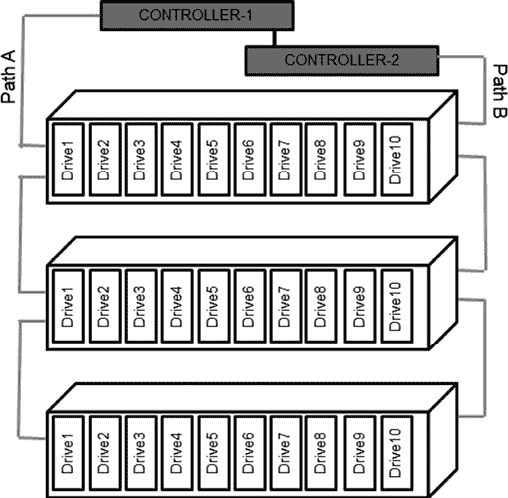 CONTROLLER-1
CONTROLLER-2
Path A
Path B
Drive1
Drive2
Drive3
Drive4
Drive5
Drive6
Drive7
Drive8
Drive9
Drive10
Drive1
Drive2
Drive3
Drive4
Drive5
Drive6
Drive7
Drive8
Drive9
Drive10
Drive1
Drive2
Drive3
Drive4
Drive5
Drive6
Drive7
Drive8
Drive9
Drive10